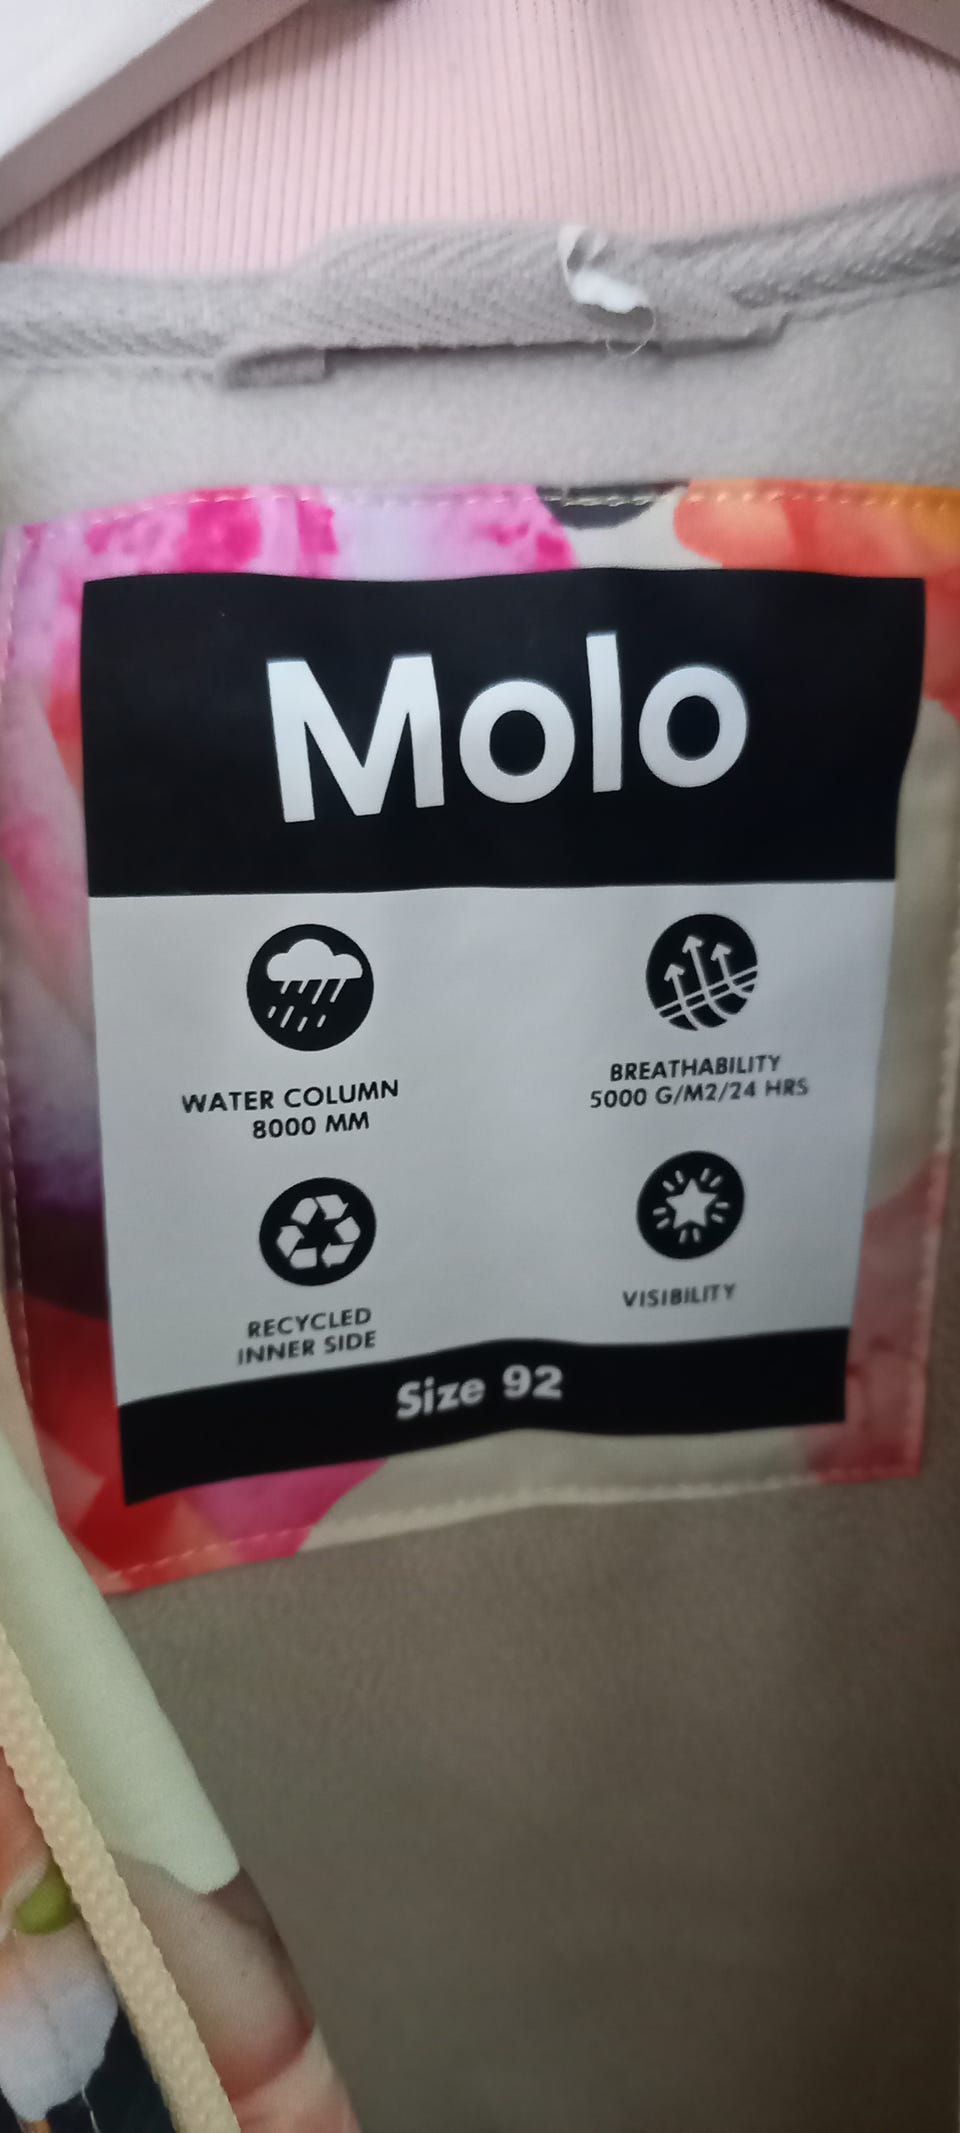 Molo
WATER COLUMN
8000 MM
BREATHABILITY
5000 G/M2/24 HRS
RECYCLED
INNER SIDE
VISIBILITY
Size 92